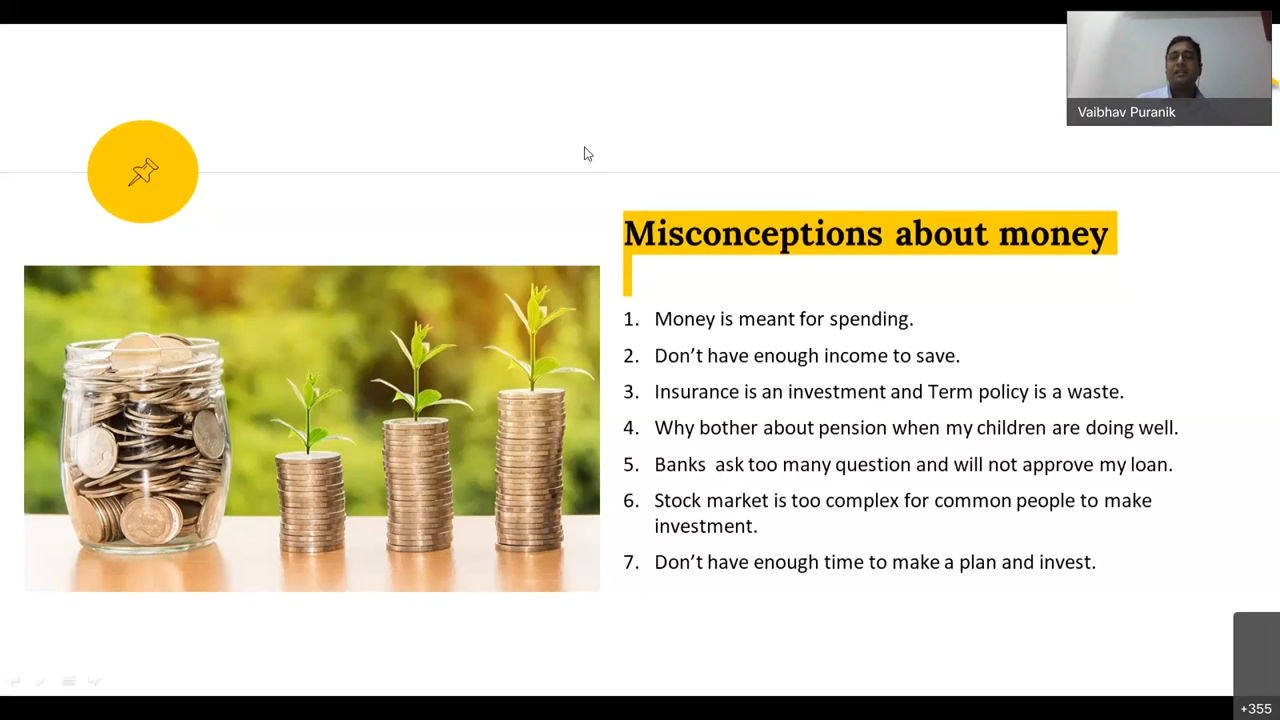 Vaibhav Puranik
Misconceptions about money
1. Money is meant for spending.
2. Don't have enough income to save.
3. Insurance is an investment and Term policy is a waste.
4. Why bother about pension when my children are doing well.
5. Banks ask too many question and will not approve my loan.
6. Stock market is too complex for common people to make
investment.
7. Don't have enough time to make a plan and invest.
+355